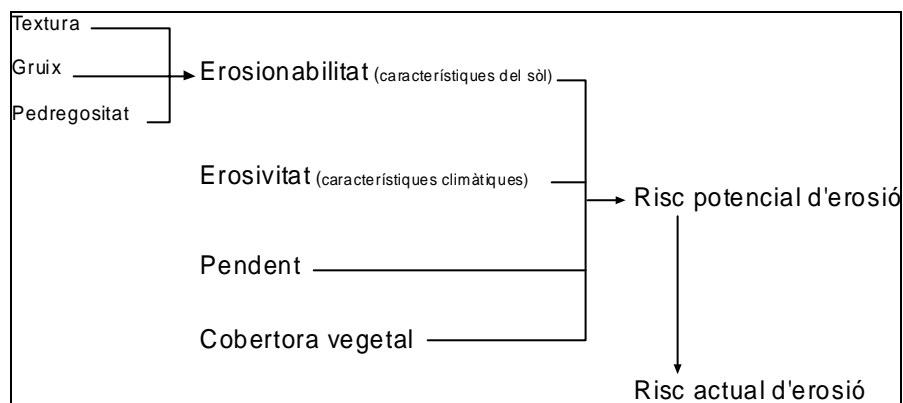 Textura
Gruix
Pedregositat
Erosionabilitat (característiques del sòl)
Erosivitat (característiques climàtiques)
Pendent
Cobertora vegetal
Risc potencial d'erosió
Risc actual d'erosió